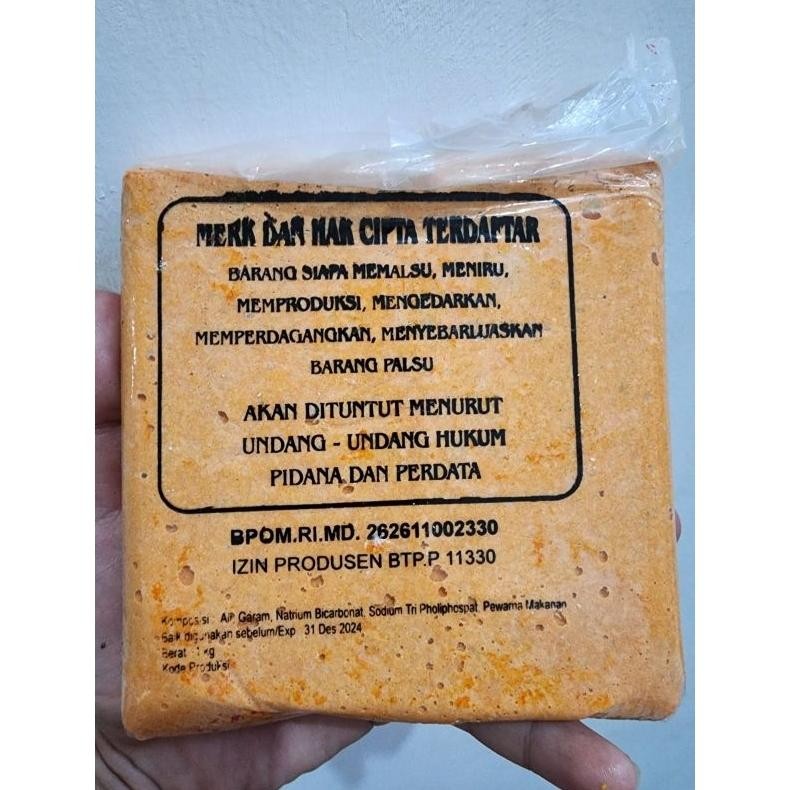 MERK DAN HAK CIPTA TERDAFTAR
BARANG SIAPA MEMALSU, MENIRU,
MEMPRODUKSI, MENGEDARKAN,
MEMPERDAGANGKAN, MENYEBARLUASKAN
BARANG PALSU
AKAN DITUNTUT MENURUT
UNDANG - UNDANG HUKUM
PIDANA DAN PERDATA
BPOM.RI.MD. 262611002330
IZIN PRODUSEN BTP.P 11330
Komposisi : Air Garam, Natrium Bicarbonat, Sodium Tri Pholiphospat, Pewarna Makanan
Baik digunakan sebelum/Exp 31 Des 2024
Berat : 1 kg
Kode Produksi